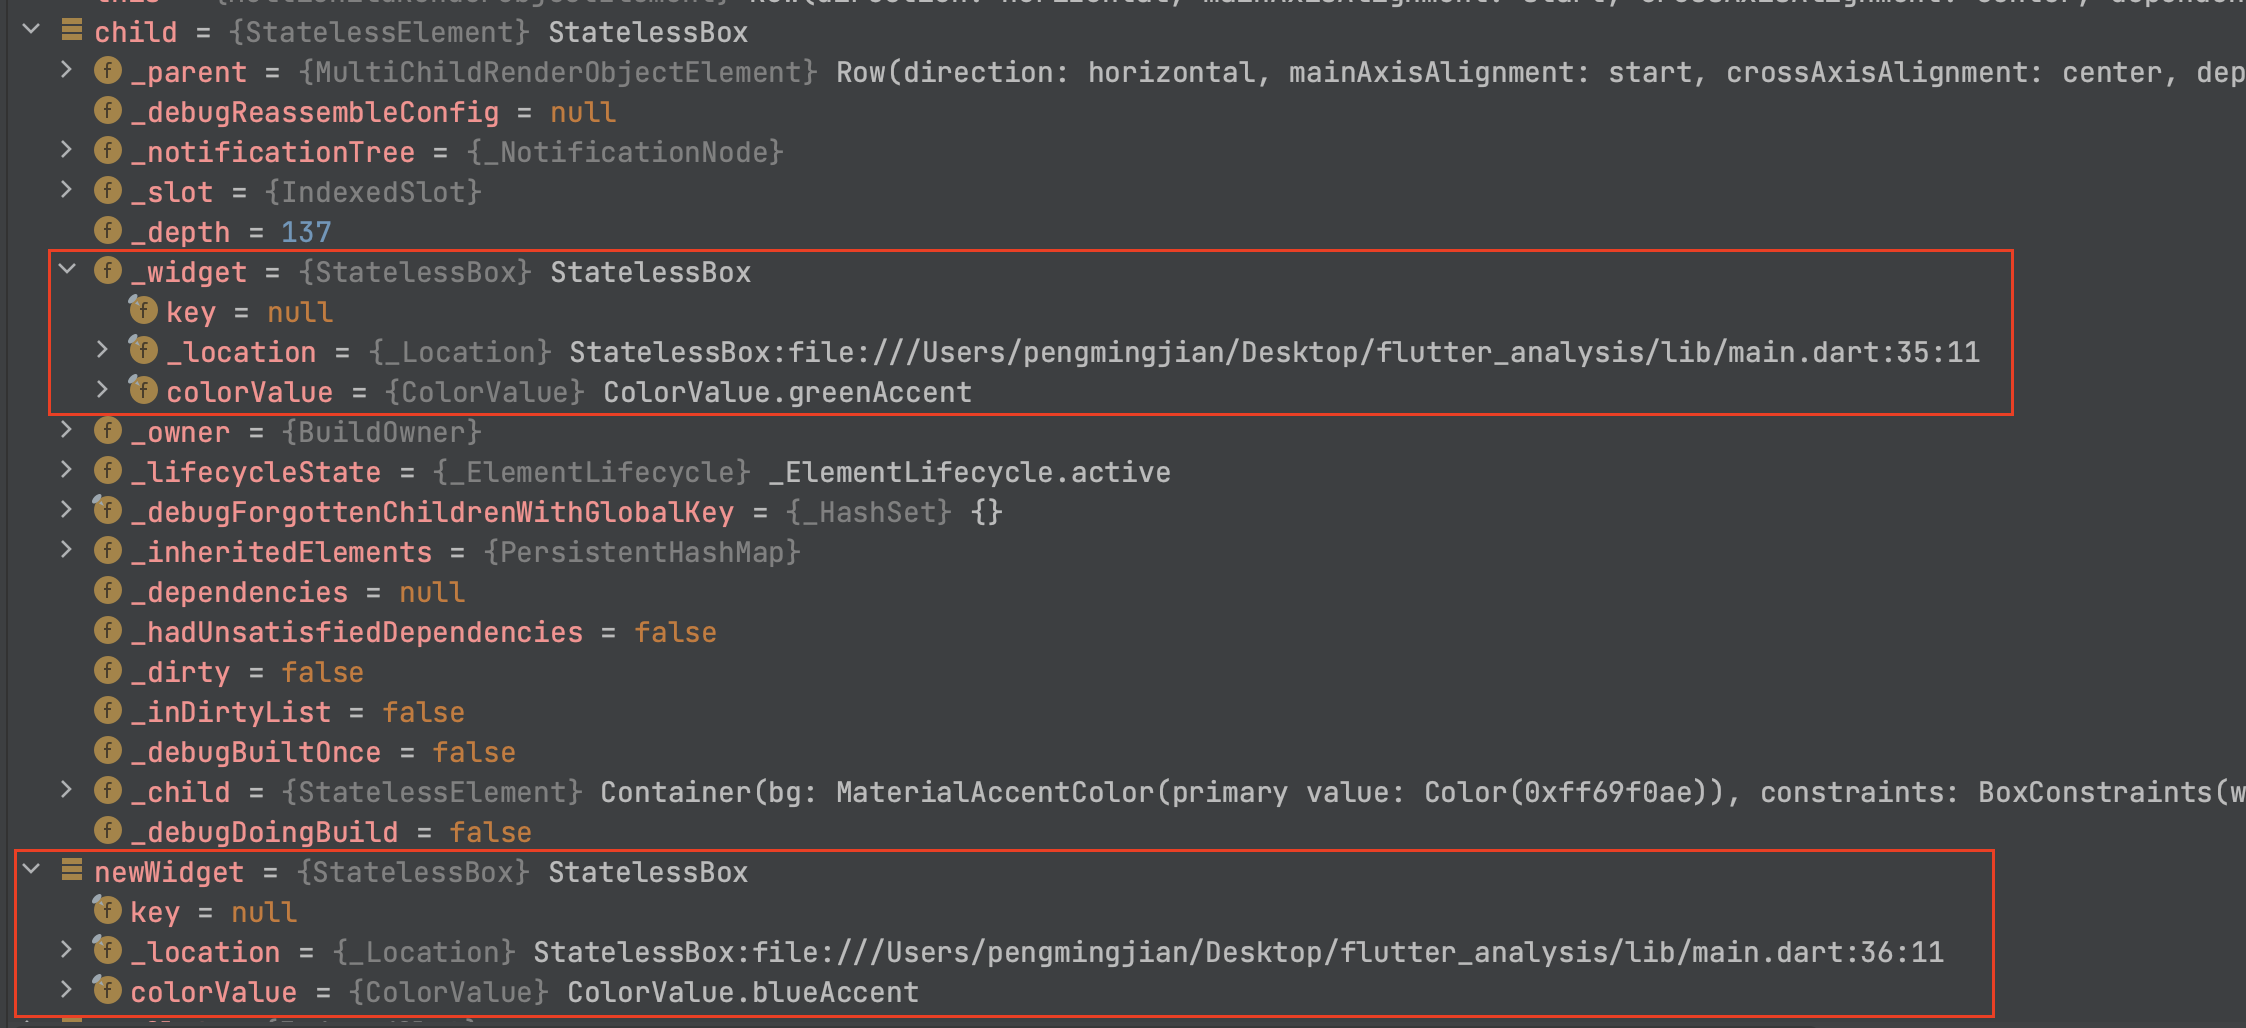 child = {StatelessElement} StatelessBox
_parent = {MultiChildRenderObjectElement} Row(direction: horizontal, mainAxisAlignment: start, crossAxisAlignment: center, dep
_debugReassembleConfig = null
_notificationTree = {_NotificationNode}
_slot = {IndexedSlot}
_depth = 137
_widget = {StatelessBox} StatelessBox
key = null
_location = {_Location} StatelessBox:file:///Users/pengmingjian/Desktop/flutter_analysis/lib/main.dart:35:11
colorValue = {ColorValue} ColorValue.greenAccent
_owner = {BuildOwner}
_lifecycleState = {_ElementLifecycle} _ElementLifecycle.active
_debugForgottenChildrenWithGlobalKey = {_HashSet} {}
_inheritedElements = {PersistentHashMap}
_dependencies = null
_hadUnsatisfiedDependencies = false
_dirty = false
_inDirtyList = false
_debugBuiltOnce = false
_child = {StatelessElement} Container(bg: MaterialAccentColor(primary value: Color(0xff69f0ae)), constraints: BoxConstraints(w
_debugDoingBuild = false
newWidget = {StatelessBox} StatelessBox
key = null
_location = {_Location} StatelessBox:file:///Users/pengmingjian/Desktop/flutter_analysis/lib/main.dart:36:11
colorValue = {ColorValue} ColorValue.blueAccent